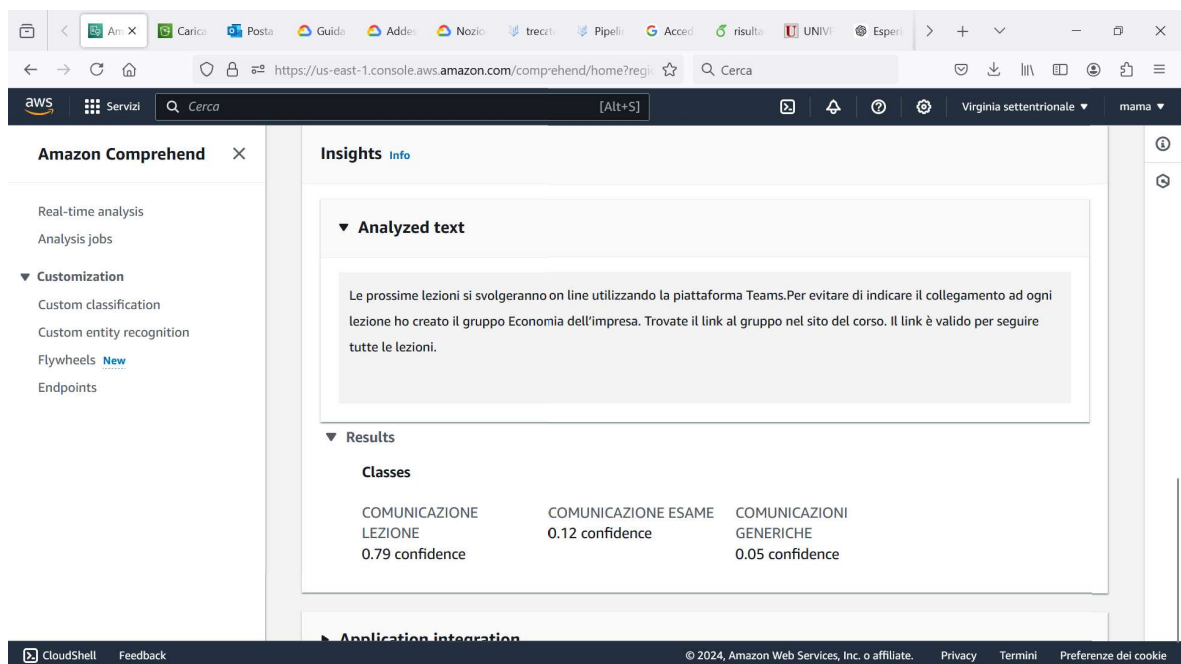 Am
Carica
Posta
Guida
Addes
Nozio
trecate
Pipelin
Acced
risulta
UNIVE
Esperi
https://us-east-1.console.aws.amazon.com/comprehend/home?regio
Cerca
aws
Servizi
Cerca
[Alt+S]
Virginia settentrionale
mama
Amazon Comprehend
Real-time analysis
Analysis jobs
Customization
Custom classification
Custom entity recognition
Flywheels New
Endpoints
Insights Info
Analyzed text
Le prossime lezioni si svolgeranno on line utilizzando la piattaforma Teams.Per evitare di indicare il collegamento ad ogni
lezione ho creato il gruppo Economia dell'impresa. Trovate il link al gruppo nel sito del corso. Il link è valido per seguire
tutte le lezioni.
Results
Classes
COMUNICAZIONE
LEZIONE
0.79 confidence
COMUNICAZIONE ESAME
0.12 confidence
COMUNICAZIONI
GENERICHE
0.05 confidence
Application integration
CloudShell Feedback
© 2024, Amazon Web Services, Inc. o affiliate. Privacy Termini Preferenze dei cookie